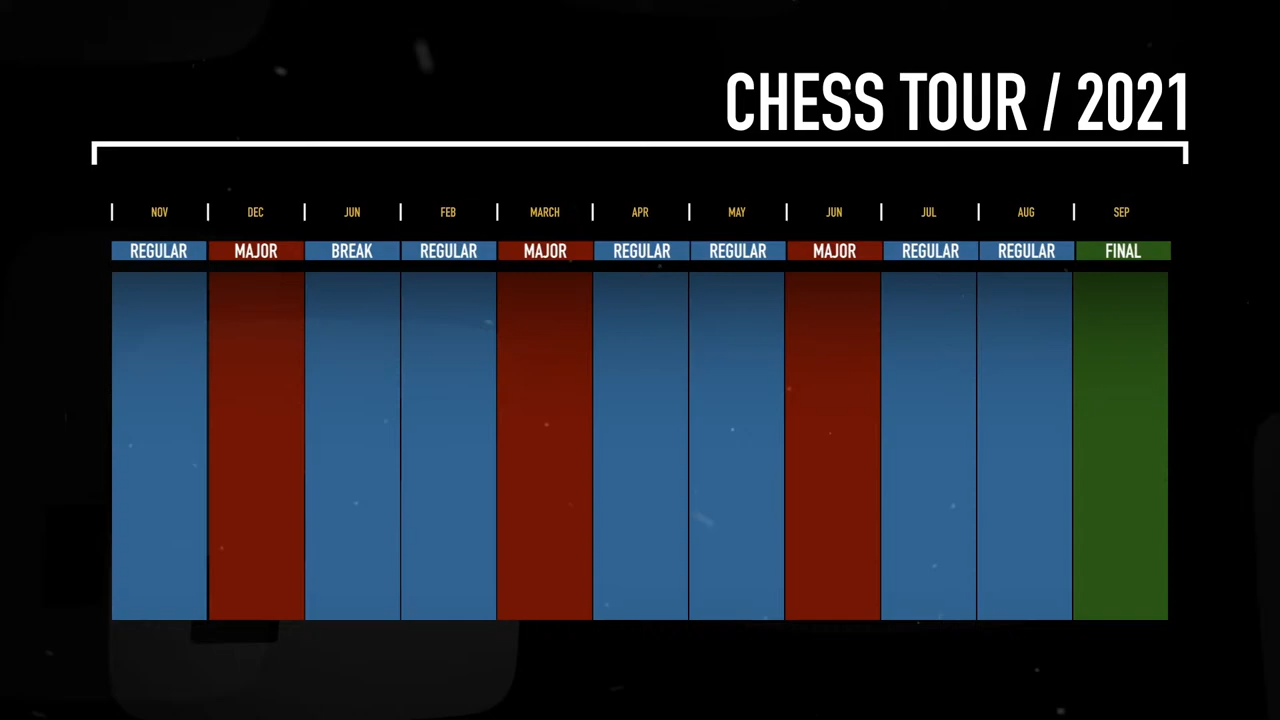 CHESS TOUR / 2021
NOV DEC JUN FEB MARCH APR MAY JUN JUL AUG SEP
REGULAR MAJOR BREAK REGULAR MAJOR REGULAR REGULAR MAJOR REGULAR REGULAR FINAL